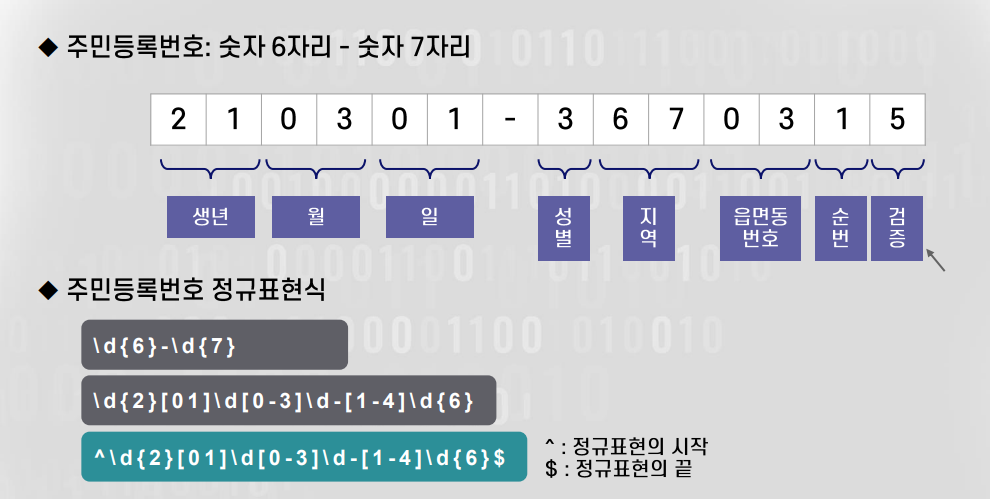 ◆ 주민등록번호: 숫자 6자리 - 숫자 7자리
2 1 0 3 0 1 - 3 6 7 0 3 1 5
생년 월 일 성별 지역 읍면동번호 순번 검증
◆ 주민등록번호 정규표현식
\d{6}-\d{7}
\d{2}[01]\d[0-3]\d-[1-4]\d{6}
^\d{2}[01]\d[0-3]\d-[1-4]\d{6}$
^ : 정규표현의 시작
$ : 정규표현의 끝